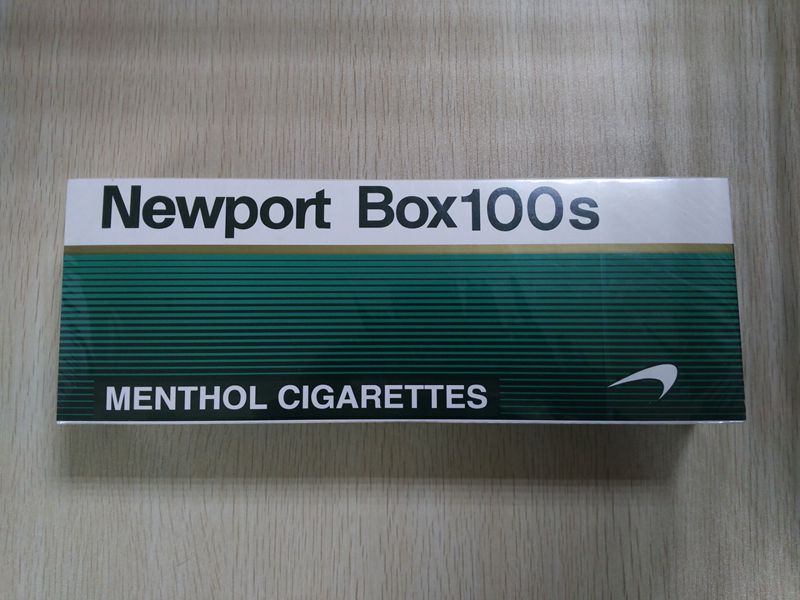 Newport Box100s
MENTHOL CIGARETTES